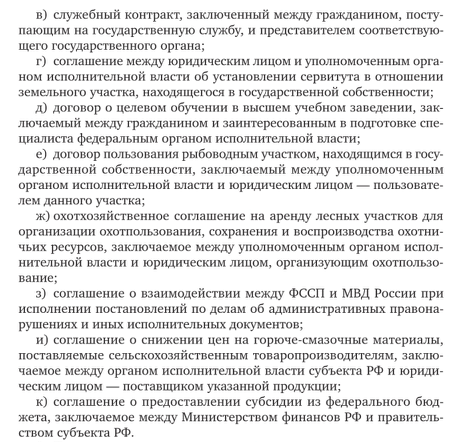 в) служебный контракт, заключенный между гражданином, посту-
пающим на государственную службу, и представителем соответствую-
щего государственного органа;
г) соглашение между юридическим лицом и уполномоченным орга-
ном исполнительной власти об установлении сервитута в отношении
земельного участка, находящегося в государственной собственности;
д) договор о целевом обучении в высшем учебном заведении, зак-
лючаемый между гражданином и заинтересованным в подготовке спе-
циалиста федеральным органом исполнительной власти;
е) договор пользования рыбоводным участком, находящимся в госу-
дарственной собственности, заключаемый между уполномоченным
органом исполнительной власти и юридическим лицом — пользовате-
лем данного участка;
ж) охотхозяйственное соглашение на аренду лесных участков для
организации охотпользования, сохранения и воспроизводства охотни-
чьих ресурсов, заключаемое между уполномоченным органом испол-
нительной власти и юридическим лицом, организующим охотпользо-
вание;
з) соглашение о взаимодействии между ФССП и МВД России при
исполнении постановлений по делам об административных правона-
рушениях и иных исполнительных документов;
и) соглашение о снижении цен на горюче-смазочные материалы,
поставляемые сельскохозяйственным товаропроизводителям, заклю-
чаемое между органом исполнительной власти субъекта РФ и юриди-
ческим лицом — поставщиком указанной продукции;
к) соглашение о предоставлении субсидии из федерального бюд-
жета, заключаемое между Министерством финансов РФ и правитель-
ством субъекта РФ.